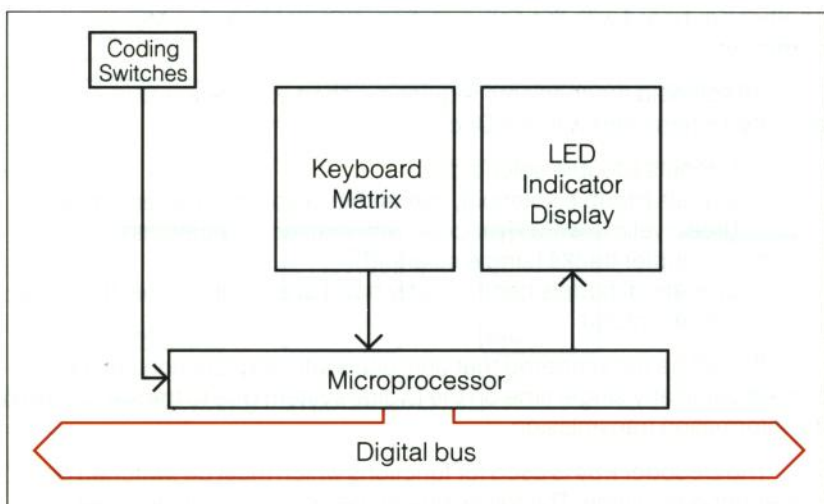 Coding
Switches
Keyboard
Matrix
LED
Indicator
Display
Microprocessor
Digital bus